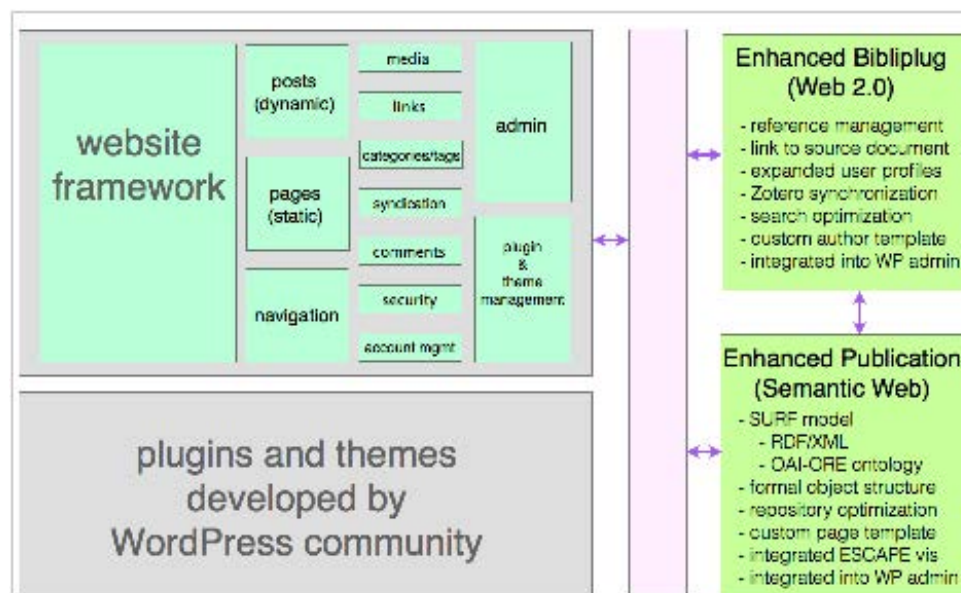 website
framework
posts
(dynamic)
pages
(static)
navigation
media
links
categories/tags
syndication
comments
security
account mgmt
admin
plugin
&
theme
management
plugins and themes
developed by
WordPress community
Enhanced Bibliplug
(Web 2.0)
- reference management
- link to source document
- expanded user profiles
- Zotero synchronization
- search optimization
- custom author template
- integrated into WP admin
Enhanced Publication
(Semantic Web)
- SURF model
- RDF/XML
- OAI-ORE ontology
- formal object structure
- repository optimization
- custom page template
- integrated ESCAPE vis
- integrated into WP admin